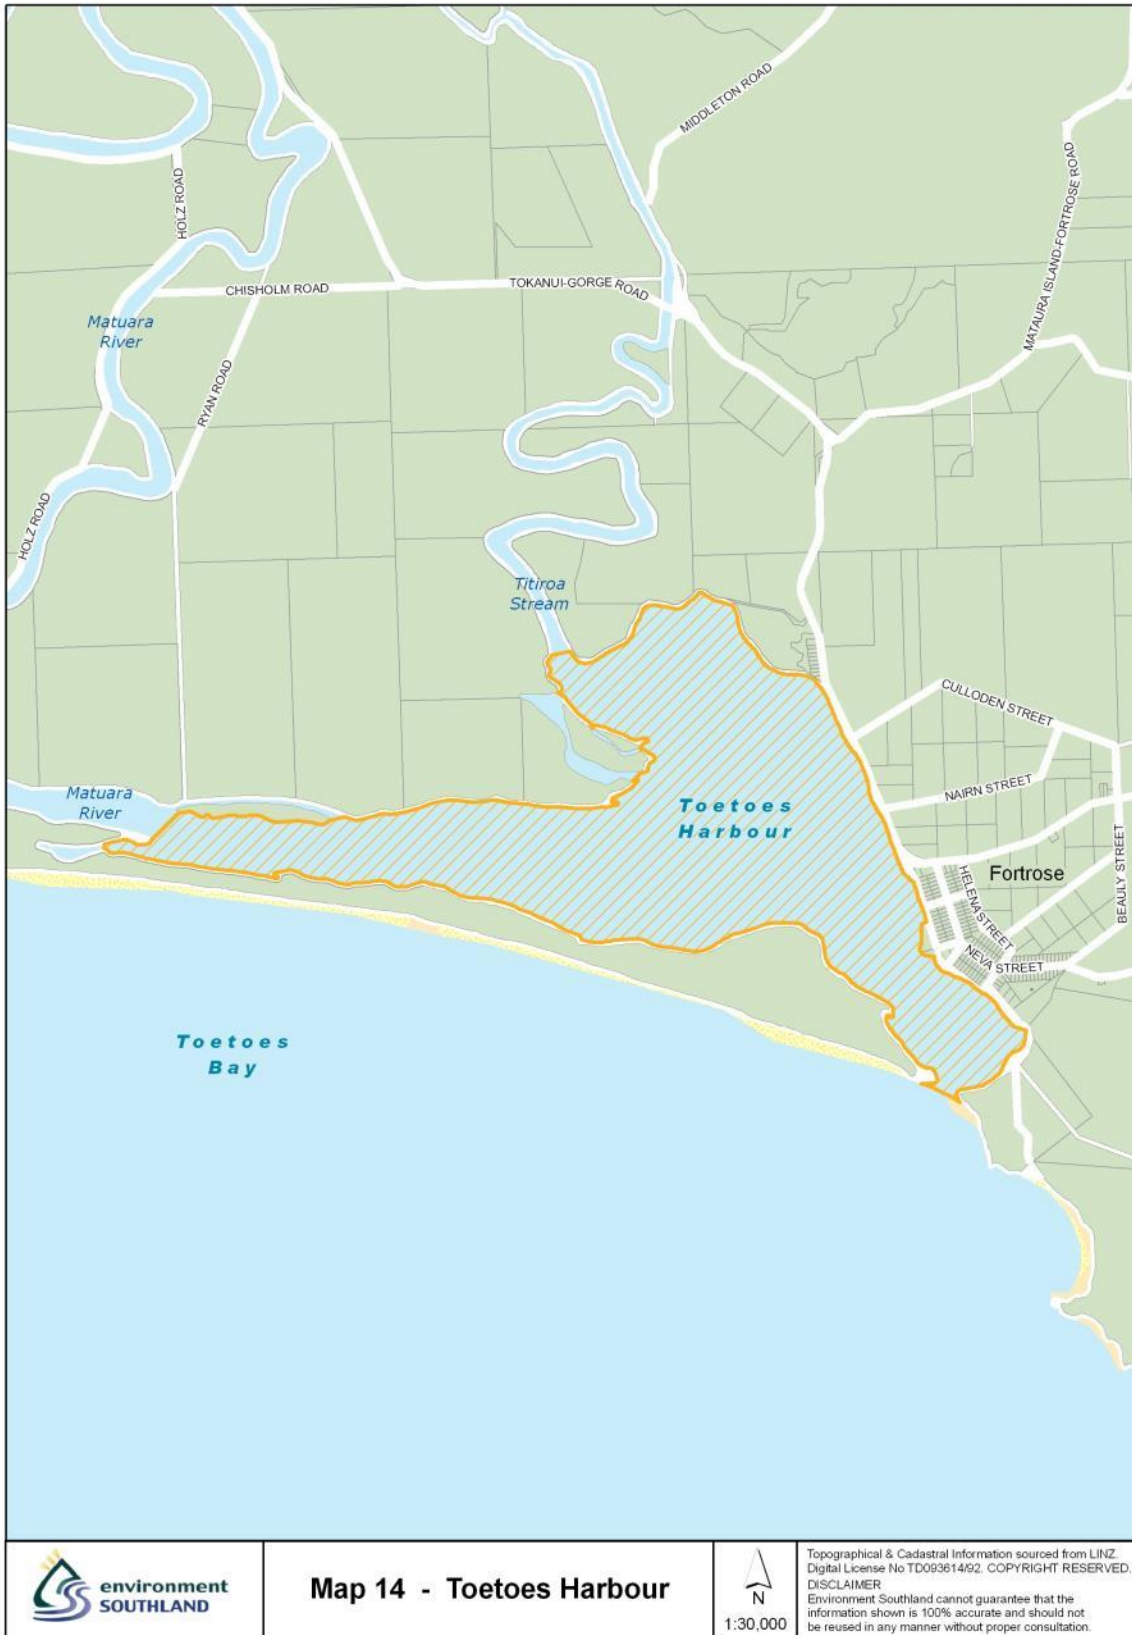 MIDDLETON ROAD
MATAURA ISLAND-FORTROSE ROAD
HOLZ ROAD
CHISHOLM ROAD
TOKANUI-GORGE ROAD
Matuara
River
RYAN ROAD
HOLZ ROAD
Titiroa
Stream
CULLODEN STREET
NAIRN STREET
Matuara
River
Toetoes
Harbour
BEAULY STREET
Fortrose
HELENA STREET
NEVA STREET
Toetoes
Bay
environment
SOUTHLAND
Map 14 - Toetoes Harbour
N
1:30,000
Topographical & Cadastral Information sourced from LINZ.
Digital License No TD093614/92. COPYRIGHT RESERVED.
DISCLAIMER
Environment Southland cannot guarantee that the
information shown is 100% accurate and should not
be reused in any manner without proper consultation.